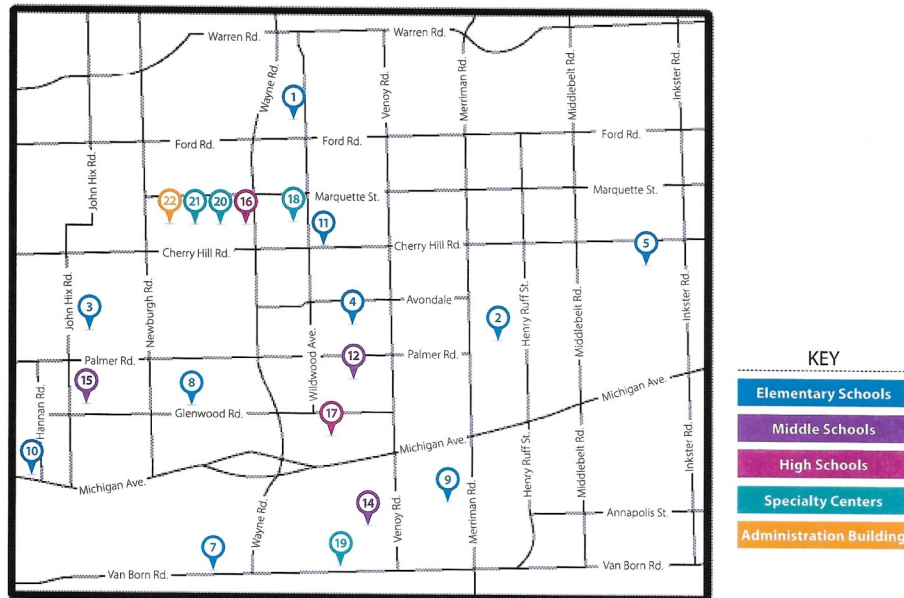 Warren Rd.
Warren Rd.
Wayne Rd.
Venoy Rd.
Merriman Rd.
Middlebelt Rd.
Inkster Rd.
1
Ford Rd.
Ford Rd.
Ford Rd.
John Hix Rd.
22
21
20
16
18
Marquette St.
Marquette St.
11
5
Cherry Hill Rd.
Cherry Hill Rd.
John Hix Rd.
Newburgh Rd.
3
4
Avondale
2
Henry Ruff St.
Middlebelt Rd.
Inkster Rd.
Wildwood Ave.
Palmer Rd.
12
Palmer Rd.
15
8
Hannan Rd.
Glenwood Rd.
17
Michigan Ave.
Michigan Ave.
10
Michigan Ave.
9
14
Wayne Rd.
Venoy Rd.
Merriman Rd.
Henry Ruff St.
Middlebelt Rd.
Inkster Rd.
Annapolis St.
7
19
Van Born Rd.
Van Born Rd.
KEY
Elementary Schools
Middle Schools
High Schools
Specialty Centers
Administration Building